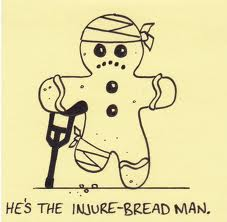 HE'S THE INJURE-BREAD MAN.